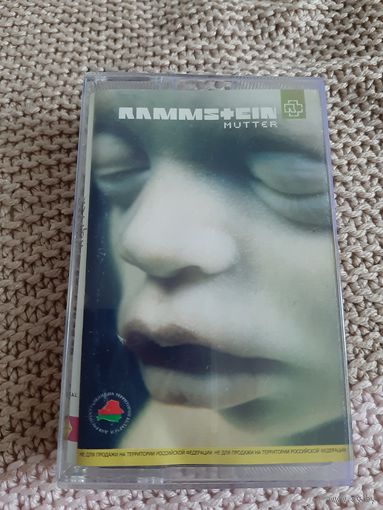 RAMMSTEIN
MUTTER
НЕ ДЛЯ ПРОДАЖИ НА ТЕРРИТОРИИ РОССИЙСКОЙ ФЕДЕРАЦИИ НЕ ДЛЯ ПРОДАЖИ НА ТЕРРИТОРИИ РОССИЙСКОЙ ФЕДЕРАЦИИ